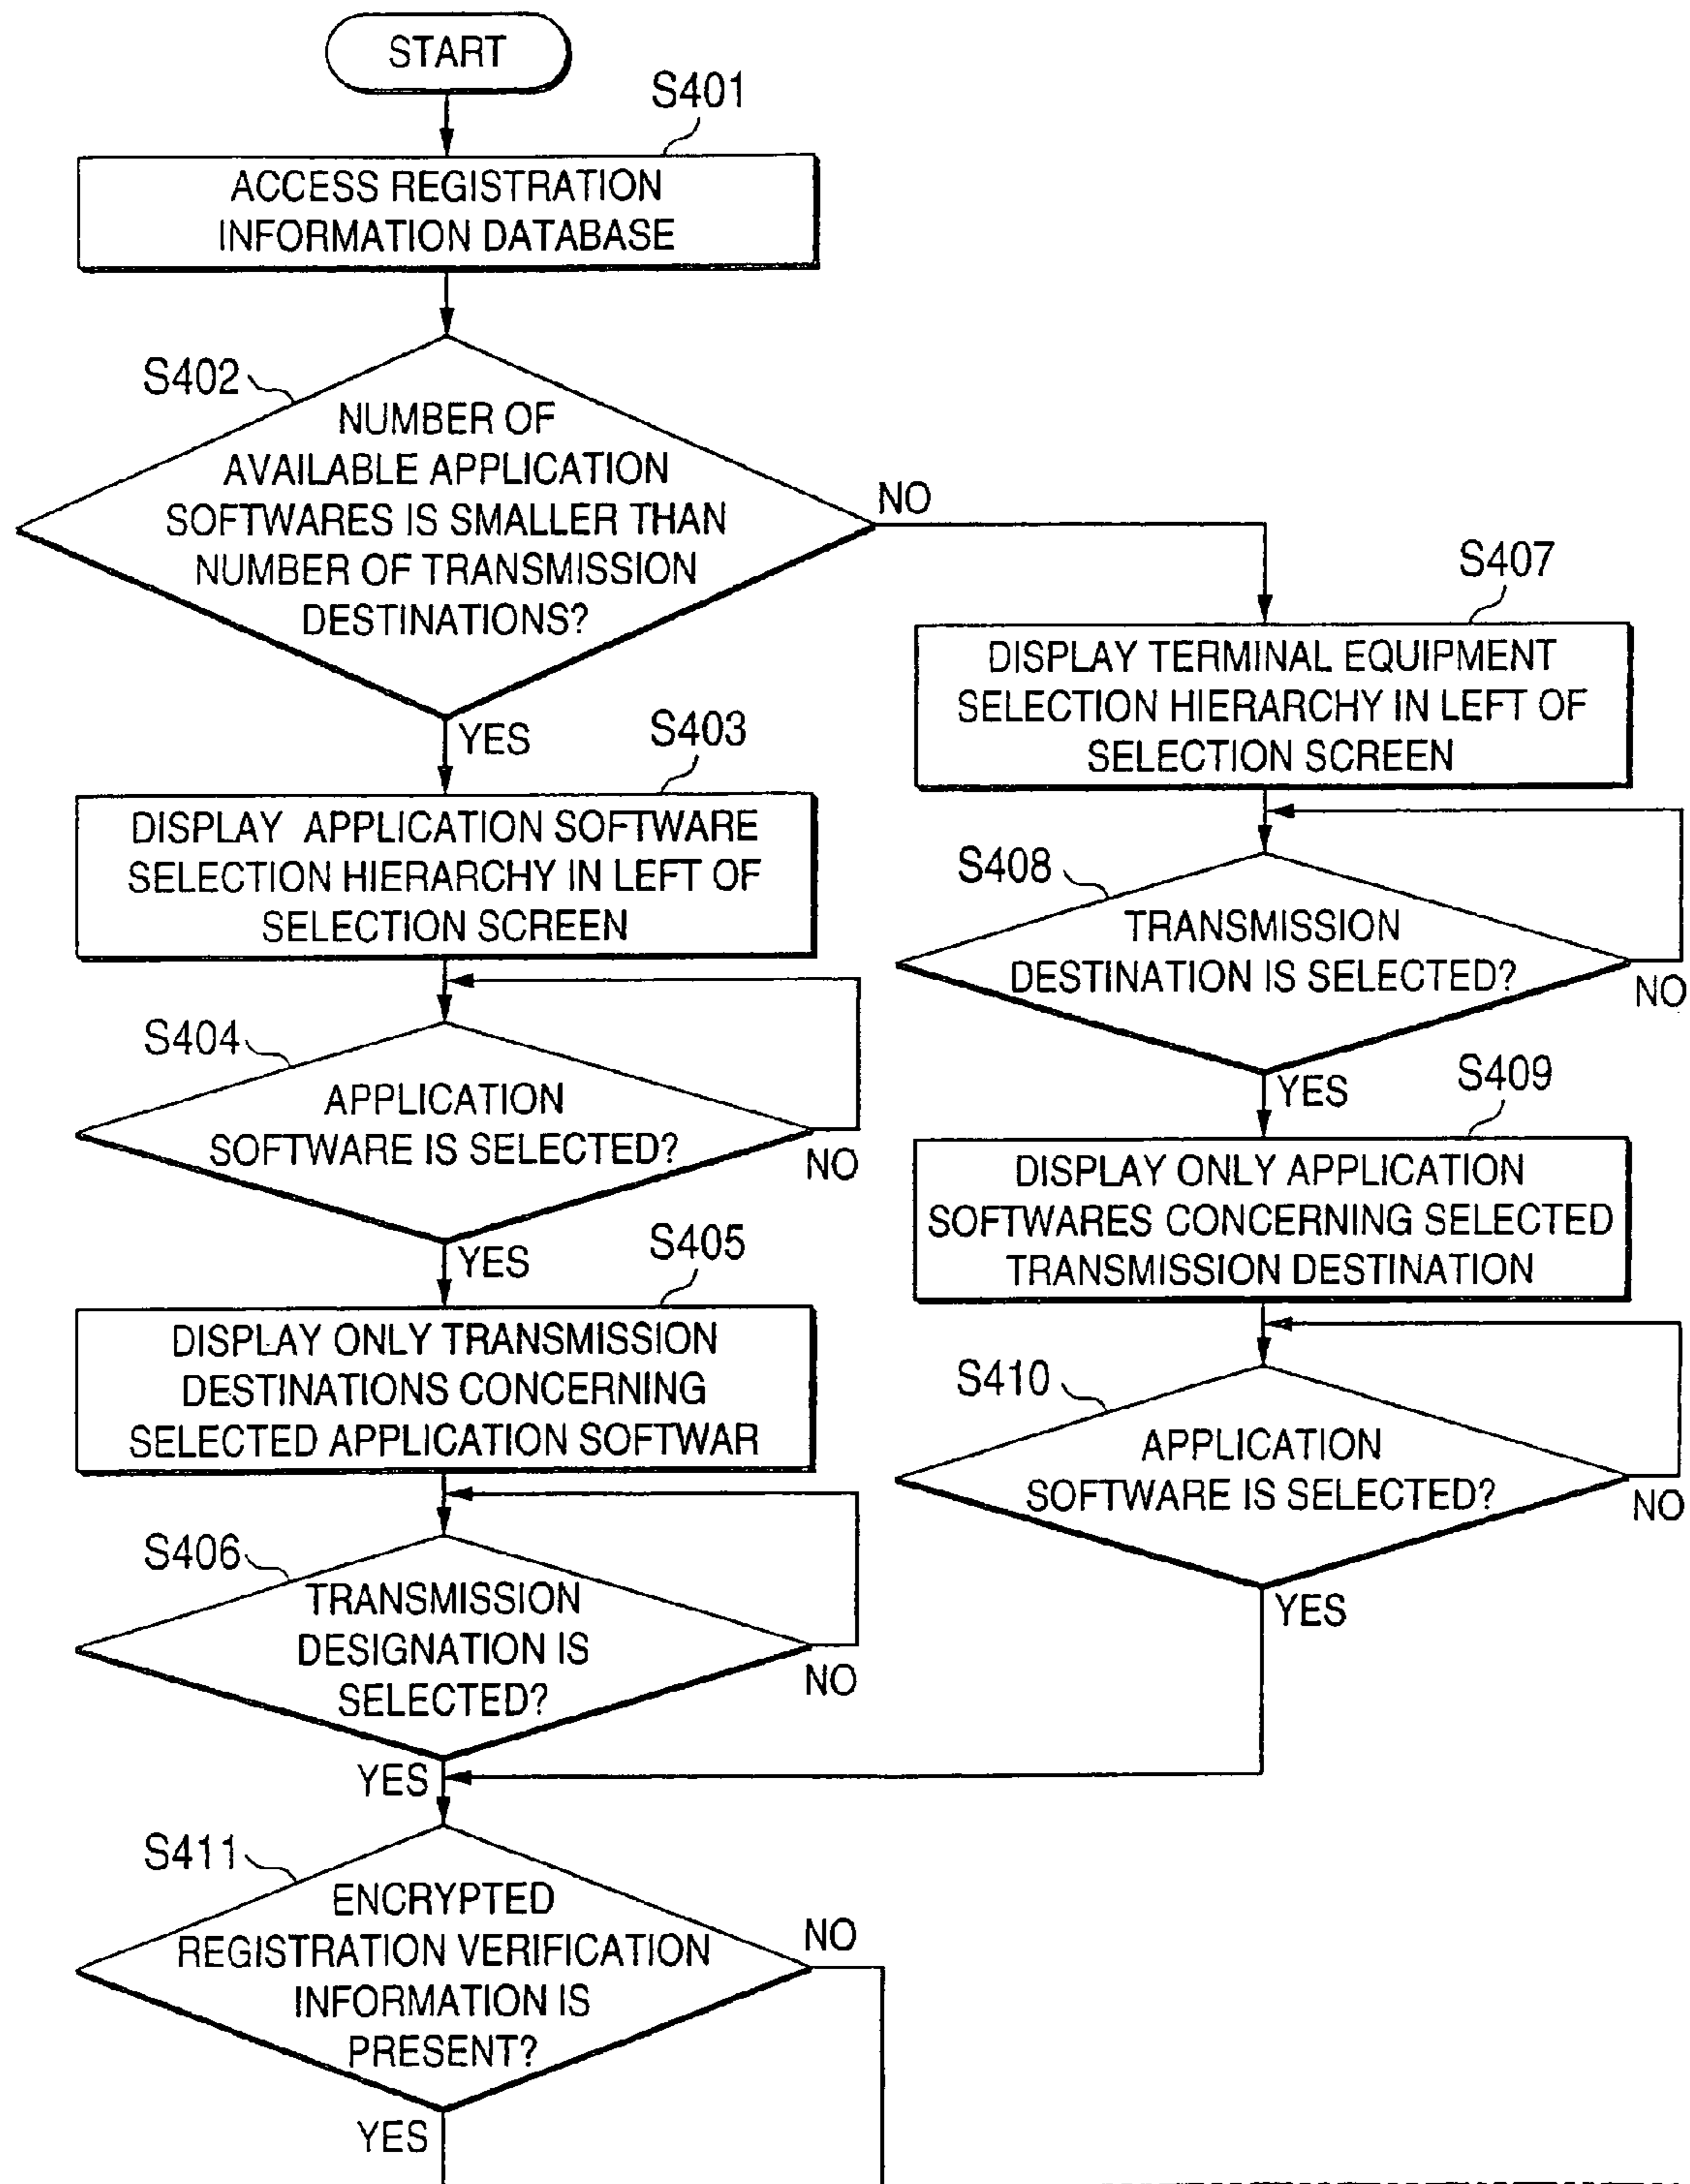 START
S401
ACCESS REGISTRATION
INFORMATION DATABASE
S402
NUMBER OF
AVAILABLE APPLICATION
SOFTWARES IS SMALLER THAN
NUMBER OF TRANSMISSION
DESTINATIONS?
NO
YES
S403
DISPLAY APPLICATION SOFTWARE
SELECTION HIERARCHY IN LEFT OF
SELECTION SCREEN
S404
APPLICATION
SOFTWARE IS SELECTED?
NO
YES
S405
DISPLAY ONLY TRANSMISSION
DESTINATIONS CONCERNING
SELECTED APPLICATION SOFTWAR
S406
TRANSMISSION
DESIGNATION IS
SELECTED?
NO
YES
S407
DISPLAY TERMINAL EQUIPMENT
SELECTION HIERARCHY IN LEFT OF
SELECTION SCREEN
S408
TRANSMISSION
DESTINATION IS SELECTED?
NO
YES
S409
DISPLAY ONLY APPLICATION
SOFTWARES CONCERNING SELECTED
TRANSMISSION DESTINATION
S410
APPLICATION
SOFTWARE IS SELECTED?
NO
YES
S411
ENCRYPTED
REGISTRATION VERIFICATION
INFORMATION IS
PRESENT?
NO
YES